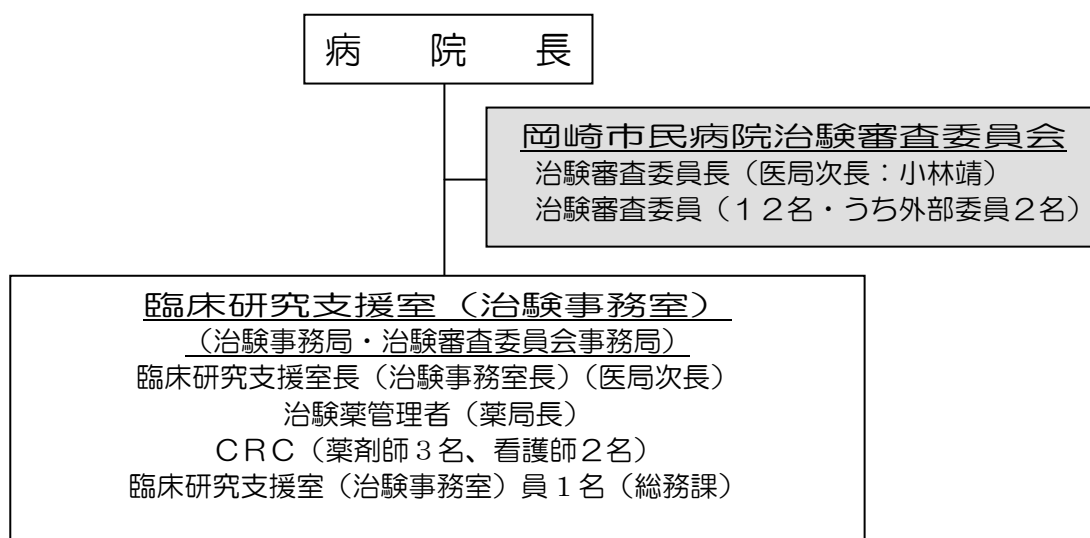 病　院　長
岡崎市民病院治験審査委員会
治験審査委員長（医局次長：小林靖）
治験審査委員（１２名・うち外部委員２名）
臨床研究支援室（治験事務室）
（治験事務局・治験審査委員会事務局）
臨床研究支援室長（治験事務室長）（医局次長）
治験薬管理者（薬局長）
ＣＲＣ（薬剤師３名、看護師２名）
臨床研究支援室（治験事務室）員１名（総務課）